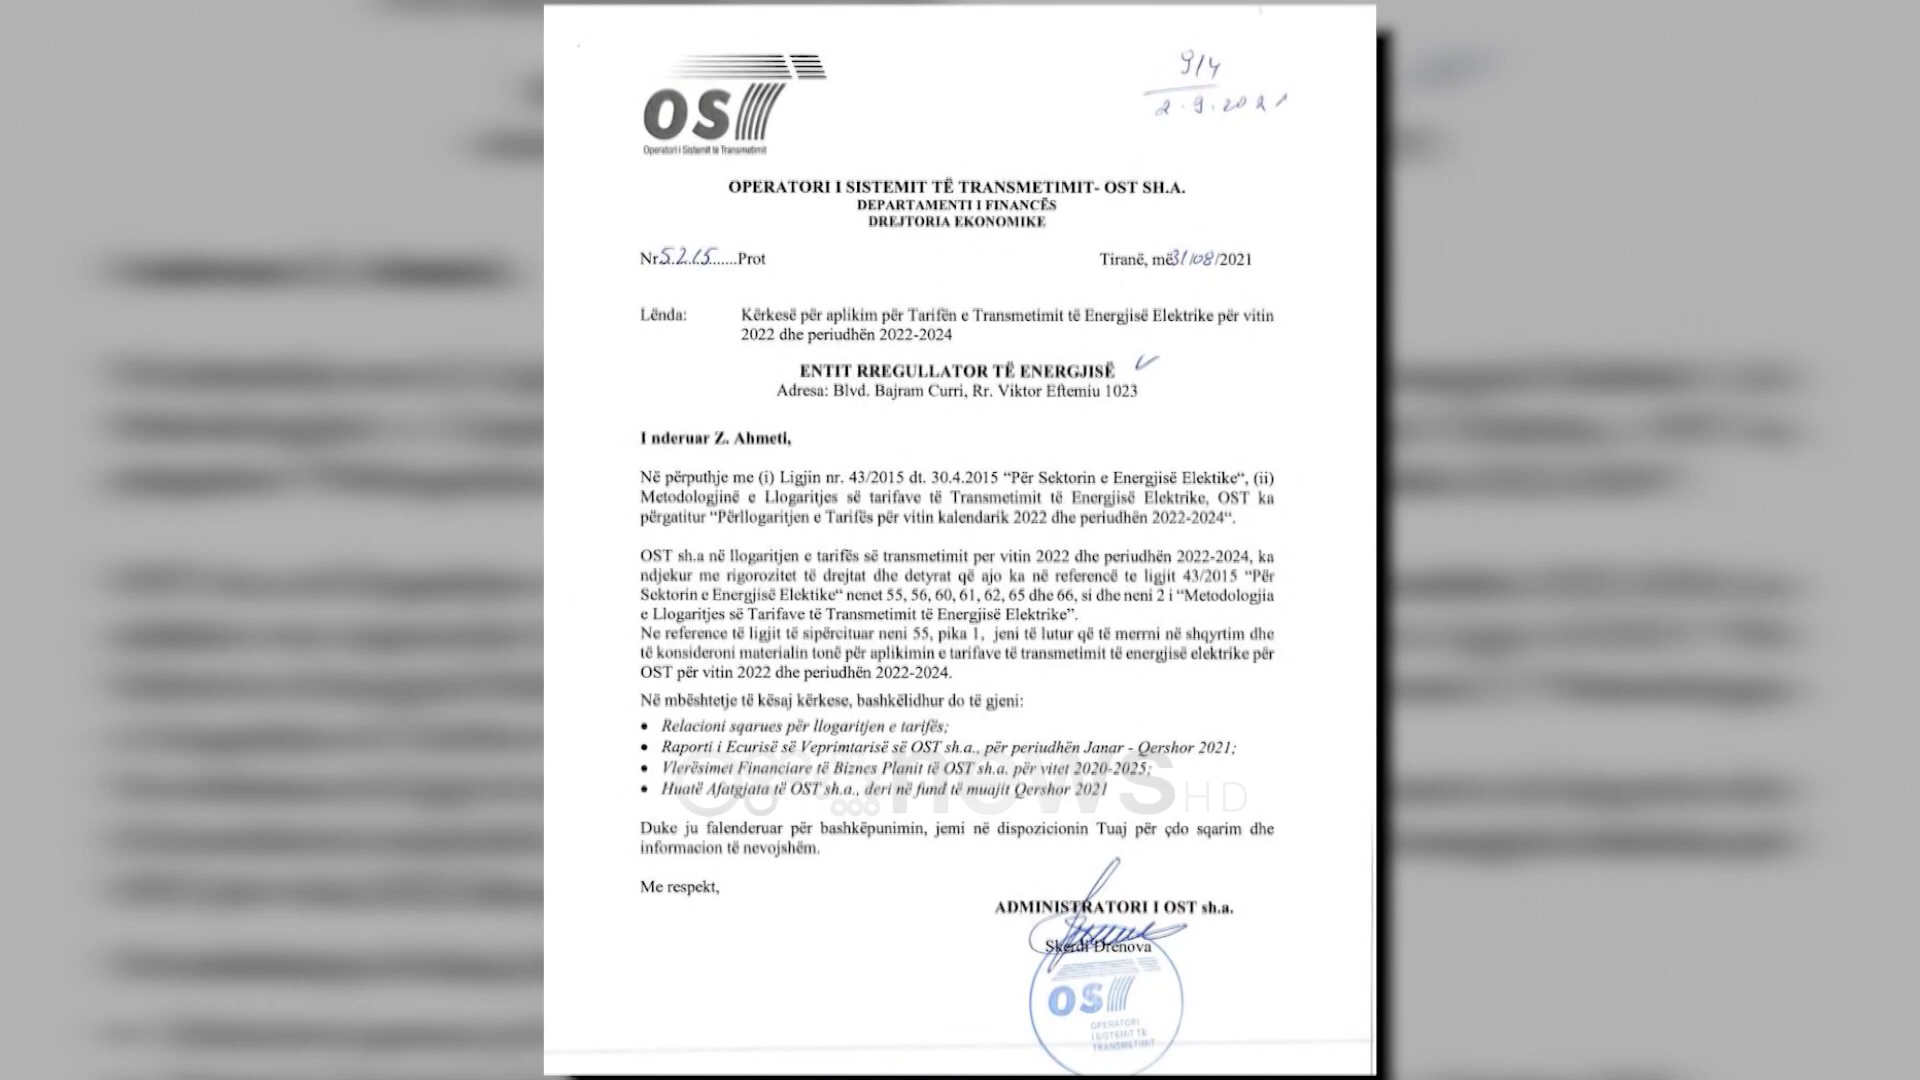 OST
Operatori i Sistemit të Transmetimit
914
2.9.2021
OPERATORI I SISTEMIT TË TRANSMETIMIT- OST SH.A.
DEPARTAMENTI I FINANCËS
DREJTORIA EKONOMIKE
Nr.5215.......Prot
Tiranë, më 31/08/2021
Lënda: Kërkesë për aplikim për Tarifën e Transmetimit të Energjisë Elektrike për vitin
2022 dhe periudhën 2022-2024
ENTIT RREGULLATOR TË ENERGJISË
Adresa: Blvd. Bajram Curri, Rr. Viktor Eftemiu 1023
I nderuar Z. Ahmeti,
Në përputhje me (i) Ligjin nr. 43/2015 dt. 30.4.2015 “Për Sektorin e Energjisë Elektike“, (ii)
Metodologjinë e Llogaritjes së tarifave të Transmetimit të Energjisë Elektrike, OST ka
përgatitur “Përllogaritjen e Tarifës për vitin kalendarik 2022 dhe periudhën 2022-2024“.
OST sh.a në llogaritjen e tarifës së transmetimit per vitin 2022 dhe periudhën 2022-2024, ka
ndjekur me rigorozitet të drejtat dhe detyrat që ajo ka në referencë te ligjit 43/2015 “Për
Sektorin e Energjisë Elektike“ nenet 55, 56, 60, 61, 62, 65 dhe 66, si dhe neni 2 i “Metodologjia
e Llogaritjes së Tarifave të Transmetimit të Energjisë Elektrike”.
Ne reference të ligjit të sipërcituar neni 55, pika 1, jeni të lutur që të merrni në shqyrtim dhe
të konsideroni materialin tonë për aplikimin e tarifave të transmetimit të energjisë elektrike për
OST për vitin 2022 dhe periudhën 2022-2024.
Në mbështetje të kësaj kërkese, bashkëlidhur do të gjeni:
• Relacioni sqarues për llogaritjen e tarifës;
• Raporti i Ecurisë së Veprimtarisë së OST sh.a., për periudhën Janar - Qershor 2021;
• Vlerësimet Financiare të Biznes Planit të OST sh.a. për vitet 2020-2025;
• Huatë Afatgjata të OST sh.a., deri në fund të muajit Qershor 2021
news HD
Duke ju falenderuar për bashkëpunimin, jemi në dispozicionin Tuaj për çdo sqarim dhe
informacion të nevojshëm.
Me respekt,
ADMINISTRATORI I OST sh.a.
Skerdi Drenova
OST
OPERATORI
I SISTEMIT TË
TRANSMETIMIT